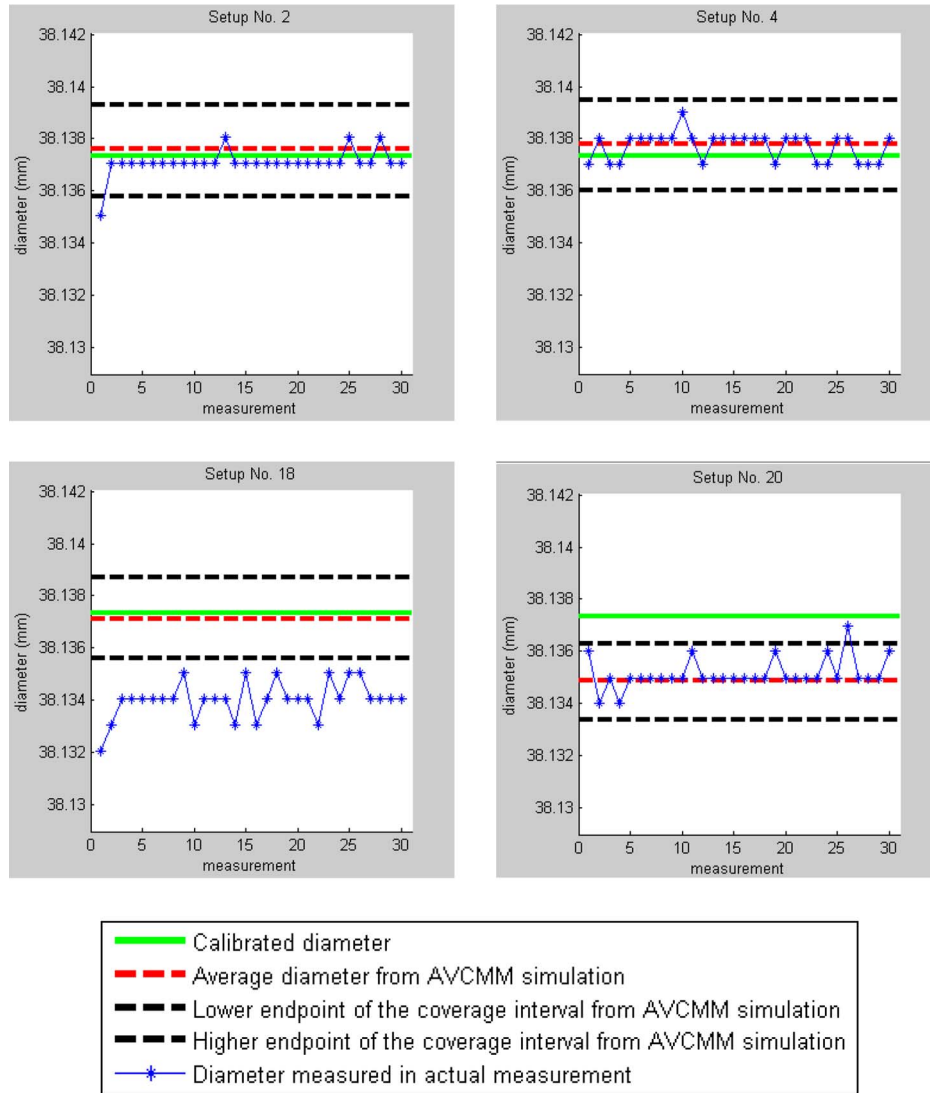 Setup No. 2
38.142
38.14
38.138
38.136
38.134
38.132
38.13
diameter (mm)
0 5 10 15 20 25 30
measurement
Setup No. 4
38.142
38.14
38.138
38.136
38.134
38.132
38.13
diameter (mm)
0 5 10 15 20 25 30
measurement
Setup No. 18
38.142
38.14
38.138
38.136
38.134
38.132
38.13
diameter (mm)
0 5 10 15 20 25 30
measurement
Setup No. 20
38.142
38.14
38.138
38.136
38.134
38.132
38.13
diameter (mm)
0 5 10 15 20 25 30
measurement
Calibrated diameter
Average diameter from AVCMM simulation
Lower endpoint of the coverage interval from AVCMM simulation
Higher endpoint of the coverage interval from AVCMM simulation
Diameter measured in actual measurement